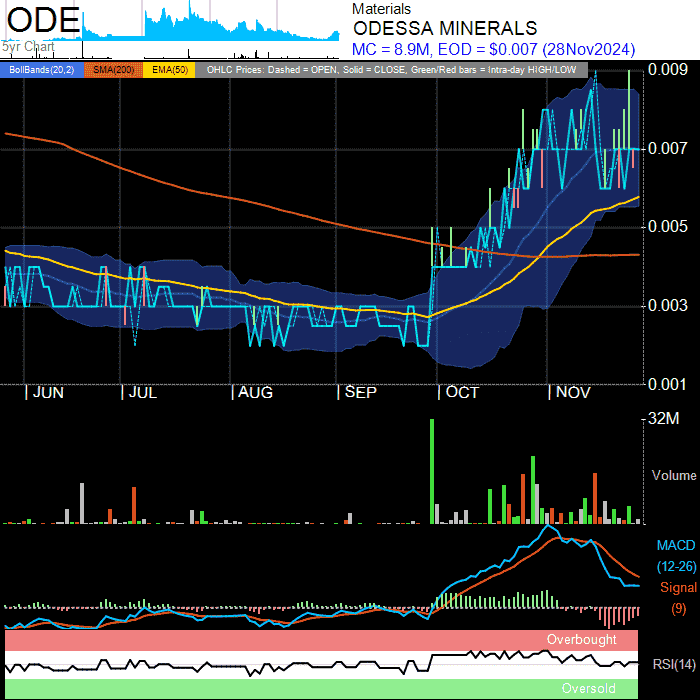 ODE
5yr Chart
Materials
ODESSA MINERALS
MC = 8.9M, EOD = $0.007 (28Nov2024)
BollBands(20,2) SMA(200) EMA(50) OHLC Prices: Dashed = OPEN, Solid = CLOSE, Green/Red bars = Intra-day HIGH/LOW
0.009
0.007
0.005
0.003
0.001
JUN JUL AUG SEP OCT NOV
32M
Volume
MACD
(12-26)
Signal
(9)
Overbought
RSI(14)
Oversold